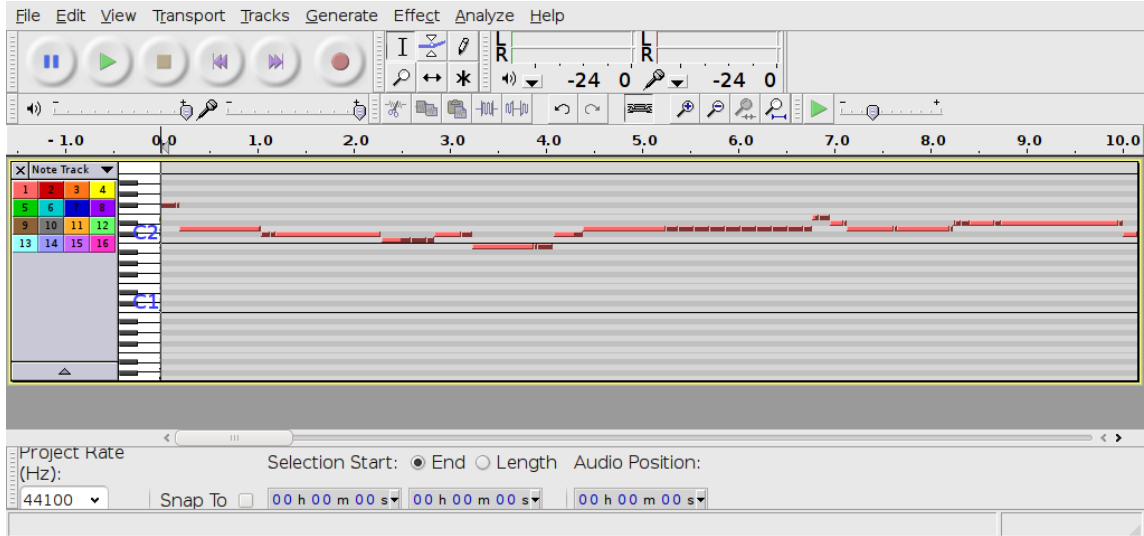 File Edit View Transport Tracks Generate Effect Analyze Help
L L
R R
-24 0 -24 0
- 1.0 0.0 1.0 2.0 3.0 4.0 5.0 6.0 7.0 8.0 9.0 10.0
X Note Track
1 2 3 4
5 6 7 8
9 10 11 12
13 14 15 16
C2
C1
Project Rate
(Hz):
Selection Start: End Length Audio Position:
44100 Snap To 00 h 00 m 00 s 00 h 00 m 00 s 00 h 00 m 00 s